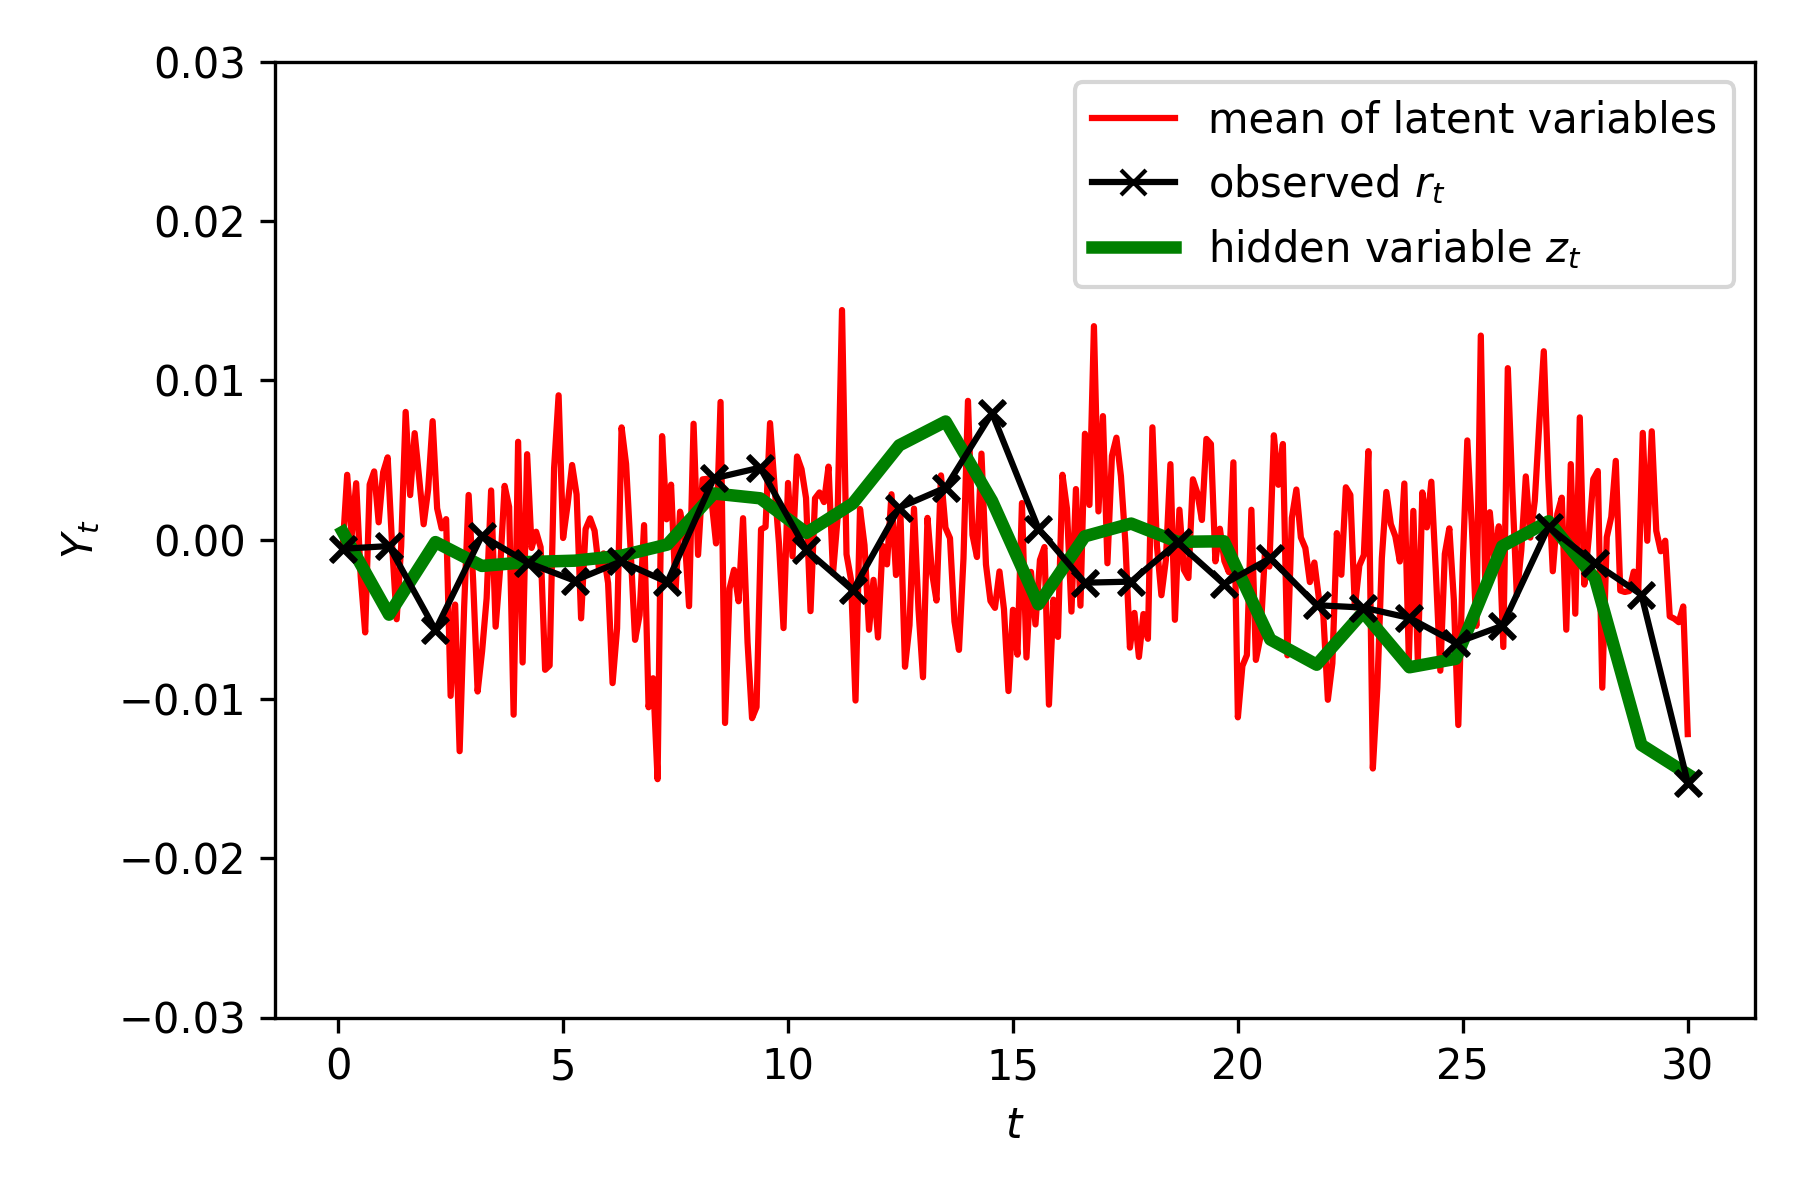 0.03
0.02
0.01
0.00
−0.01
−0.02
−0.03
Y_t
mean of latent variables
observed r_t
hidden variable z_t
0 5 10 15 20 25 30
t